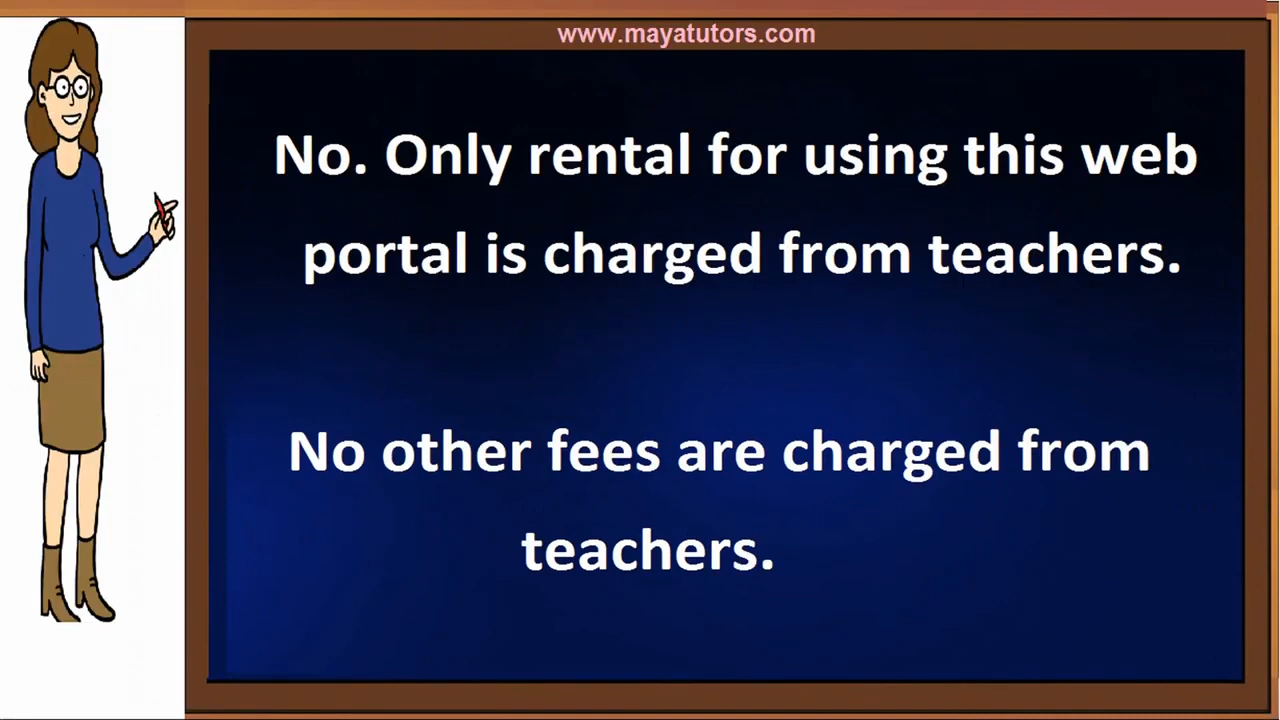 www.mayatutors.com
No. Only rental for using this web
portal is charged from teachers.
No other fees are charged from
teachers.